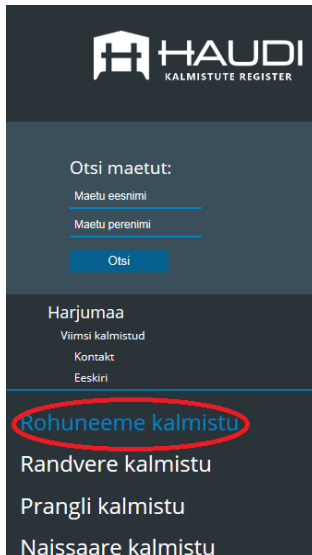 HAUDI
KALMISTUTE REGISTER
Otsi maetut:
Maetu eesnimi
Maetu perenimi
Otsi
Harjumaa
Viimsi kalmistud
Kontakt
Eeskiri
Rohuneeme kalmistu
Randvere kalmistu
Prangli kalmistu
Naissaare kalmistu